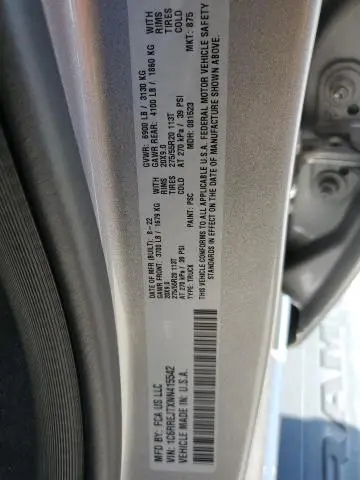 MFD BY: FCA US LLC
VIN: 1C6RREJTXNN415542
VEHICLE MADE IN: U.S.A.
DATE OF MFR (BUILT): 8-22
GAWR FRONT: 3700 LB / 1679 KG
WITH
20X9.0
RIMS
275/55R20 113T
TIRES
AT 270 kPa / 39 PSI
COLD
TYPE: TRUCK
PAINT: PSC
GVWR: 6900 LB / 3130 KG
GAWR REAR: 4100 LB / 1860 KG
WITH
20X9.0
RIMS
275/55R20 113T
TIRES
AT 270 kPa / 39 PSI
COLD
MDH: 081523
MKT: 875
THIS VEHICLE CONFORMS TO ALL APPLICABLE U.S.A. FEDERAL MOTOR VEHICLE SAFETY
STANDARDS IN EFFECT ON THE DATE OF MANUFACTURE SHOWN ABOVE.
RAM